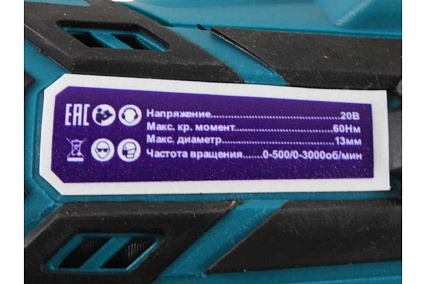 EAC
Напряжение..............................20В
Макс. кр. момент.......................60Нм
Макс. диаметр..........................13мм
Частота вращения......0-500/0-3000об/мин